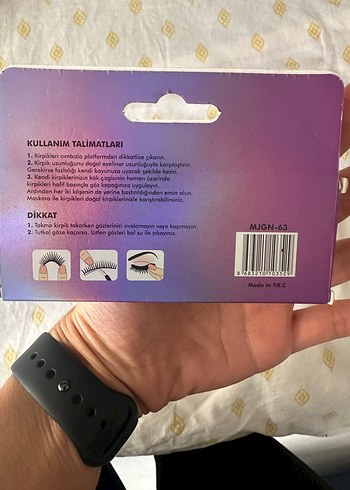 KULLANIM TALİMATLARI
1. Kirpikleri cımbızla platformdan dikkatlice çıkarın.
2. Kirpik uzunluğunu doğal eyeliner uzunluğuyla karşılaştırın.
Gerekirse fazlalığı kendi boyunuza uyacak şekilde kesin.
3. Kendi kirpiklerinizin kök çizgisinin hemen üzerinde
kirpikleri hafif basınçla göz kapağınıza uygulayın.
Ardından her iki köşenin de yerine bastırıldığından emin olun.
Maskara ile kirpikleri doğal kirpiklerinizle karıştırabilirsiniz.
DİKKAT
1. Takma kirpik takarken gözlerinizi ovalamayın veya kaşımayın.
2. Tutkal göze kaçarsa, lütfen gözleri bol su ile yıkayınız.
MJGN-63
8 683210 103529
Made in P.R.C